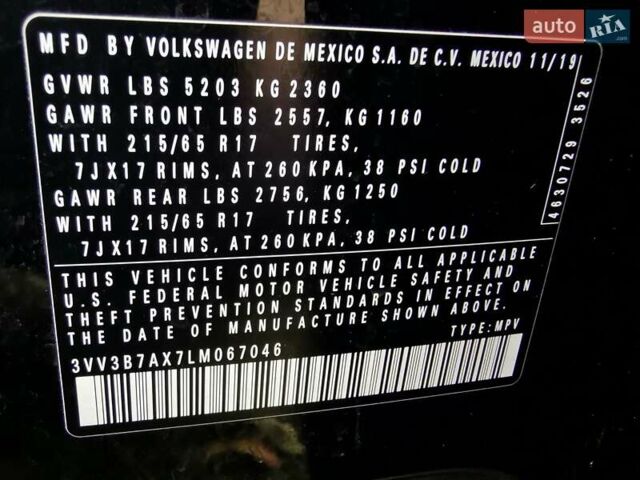 auto RIA.com
MFD BY VOLKSWAGEN DE MEXICO S.A. DE C.V. MEXICO 11/19
GVWR LBS 5203 KG 2360
GAWR FRONT LBS 2557, KG 1160
WITH 215/65 R17 TIRES,
7JX17 RIMS, AT 260 KPA, 38 PSI COLD
GAWR REAR LBS 2756, KG 1250
WITH 215/65 R17 TIRES,
7JX17 RIMS, AT 260 KPA, 38 PSI COLD
4630729 3526
THIS VEHICLE CONFORMS TO ALL APPLICABLE
U.S. FEDERAL MOTOR VEHICLE SAFETY AND
THEFT PREVENTION STANDARDS IN EFFECT ON
THE DATE OF MANUFACTURE SHOWN ABOVE.
3VV3B7AX7LM067046 TYPE: MPV